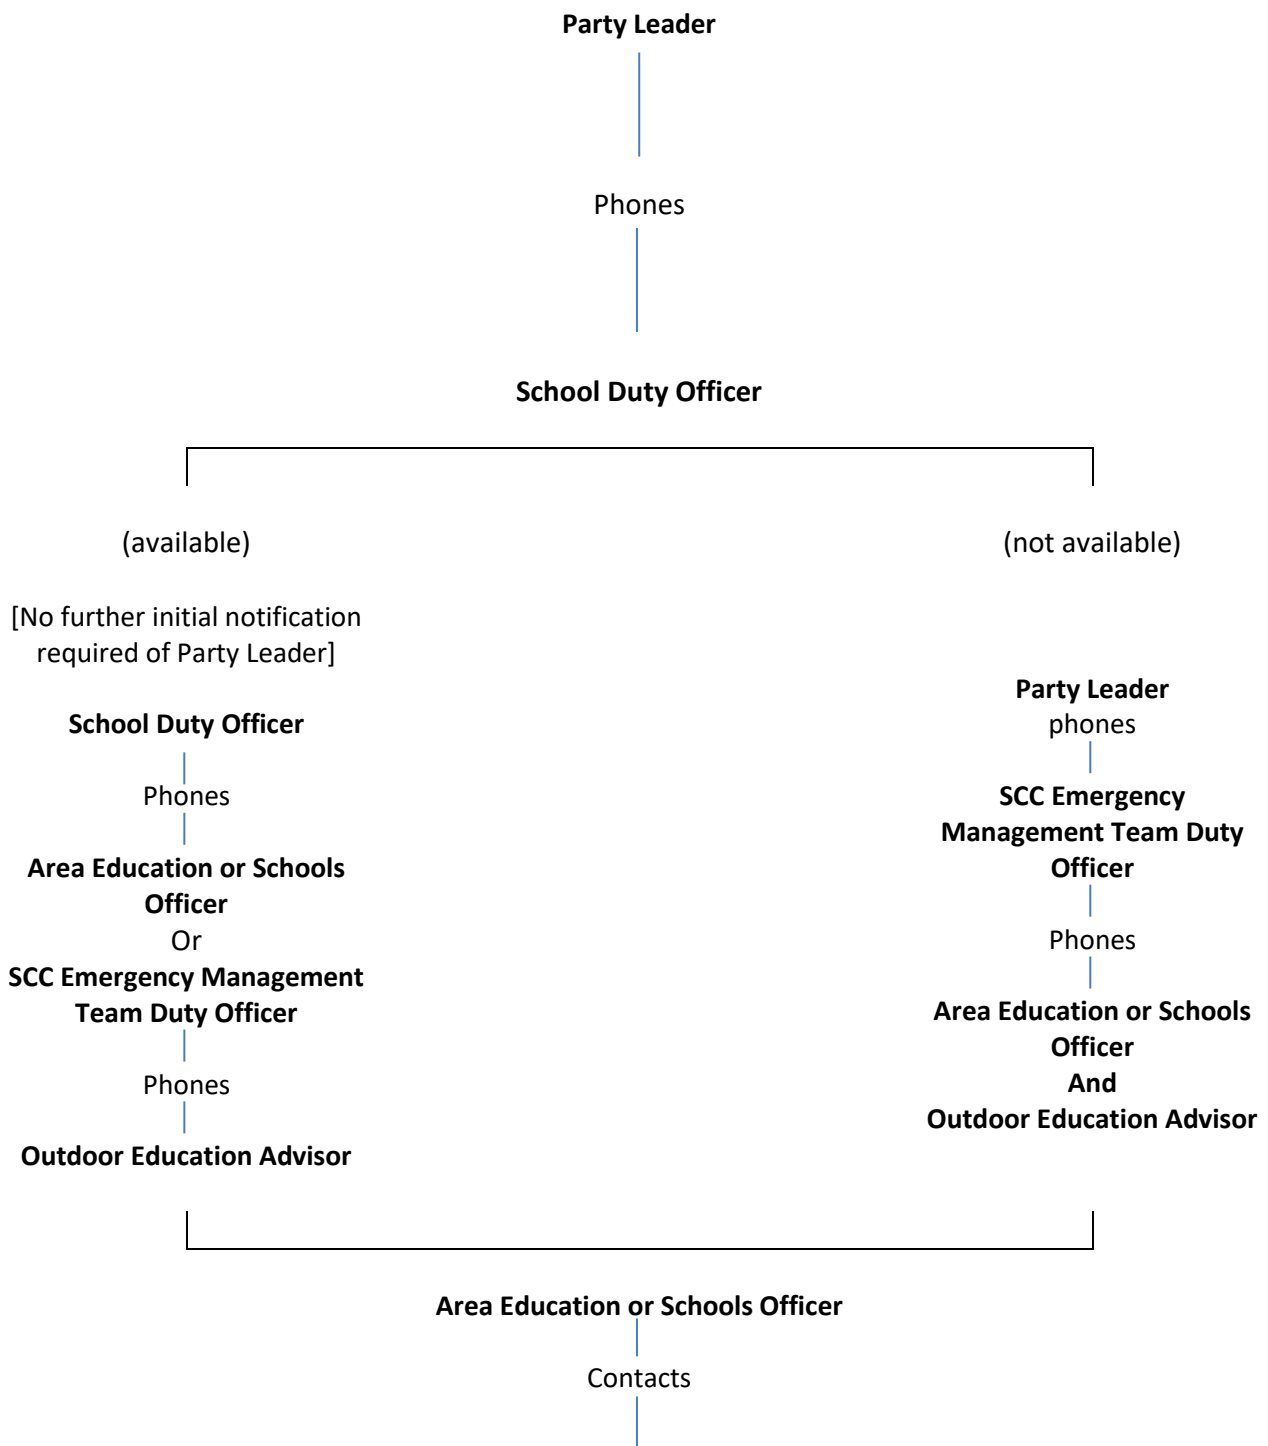 Party Leader
Phones
School Duty Officer
(available)
[No further initial notification
required of Party Leader]
School Duty Officer
Phones
Area Education or Schools
Officer
Or
SCC Emergency Management
Team Duty Officer
Phones
Outdoor Education Advisor
(not available)
Party Leader
phones
SCC Emergency
Management Team Duty
Officer
Phones
Area Education or Schools
Officer
And
Outdoor Education Advisor
Area Education or Schools Officer
Contacts